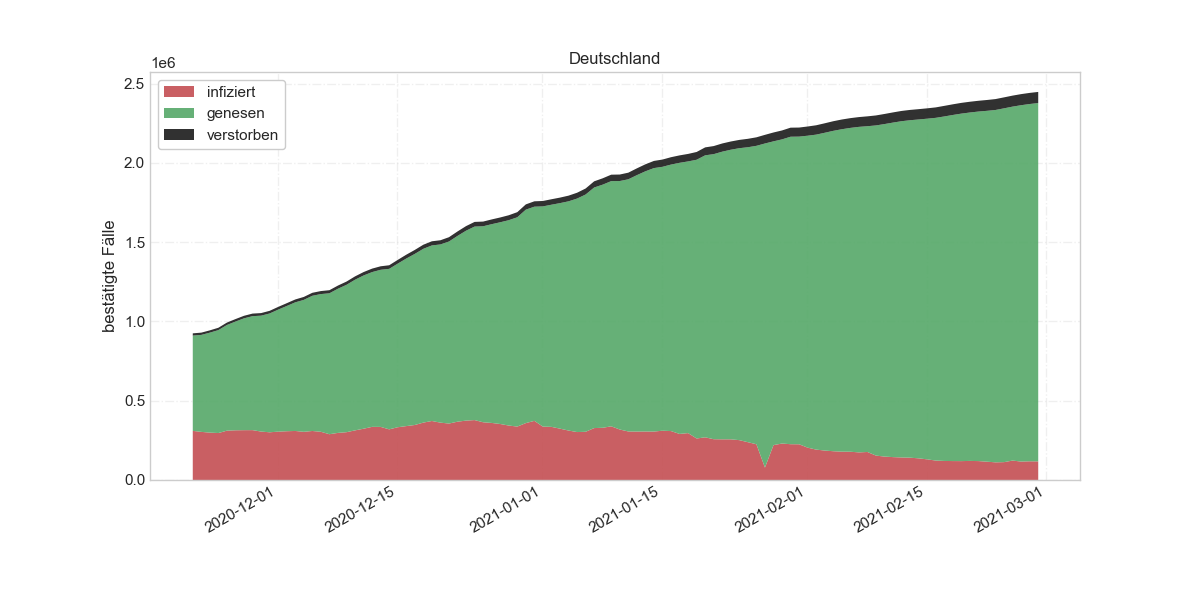 Deutschland
1e6
infiziert
genesen
verstorben
bestätigte Fälle
2.5
2.0
1.5
1.0
0.5
0.0
2020-12-01
2020-12-15
2021-01-01
2021-01-15
2021-02-01
2021-02-15
2021-03-01